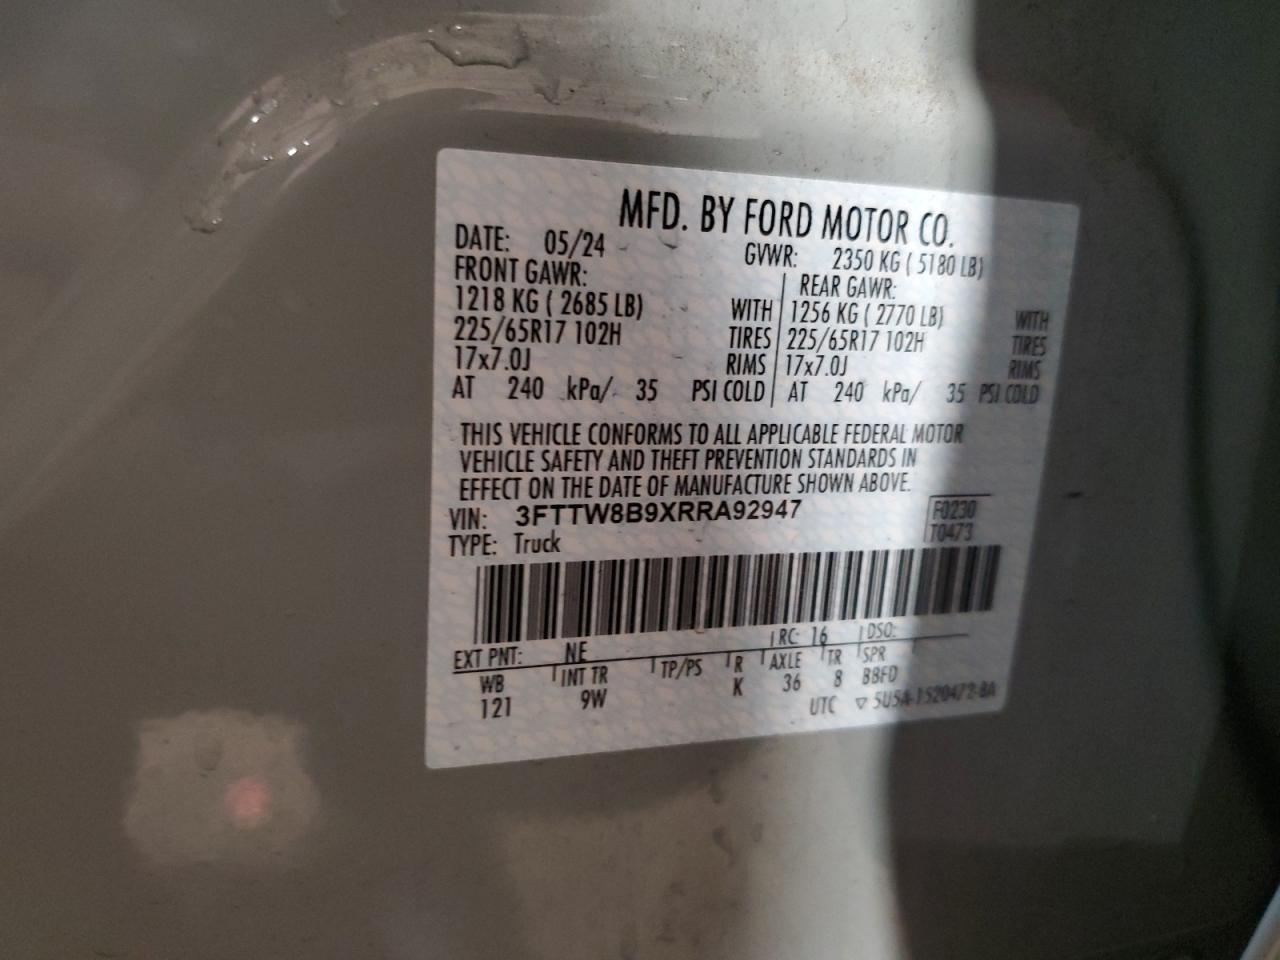 MFD. BY FORD MOTOR CO.
DATE: 05/24 GVWR: 2350 KG ( 5180 LB)
FRONT GAWR: REAR GAWR:
1218 KG ( 2685 LB) WITH 1256 KG ( 2770 LB) WITH
225/65R17 102H TIRES 225/65R17 102H TIRES
17x7.0J RIMS 17x7.0J RIMS
AT 240 kPa/ 35 PSI COLD AT 240 kPa/ 35 PSI COLD
THIS VEHICLE CONFORMS TO ALL APPLICABLE FEDERAL MOTOR
VEHICLE SAFETY AND THEFT PREVENTION STANDARDS IN
EFFECT ON THE DATE OF MANUFACTURE SHOWN ABOVE.
VIN: 3FTTW8B9XRRA92947 F0230
TYPE: Truck T0473
EXT PNT: NE RC: 16 DSO:
WB INT TR TP/PS R AXLE TR SPR
121 9W K 36 8 BBFD
UTC ▽ 5U5A-1520472-BA